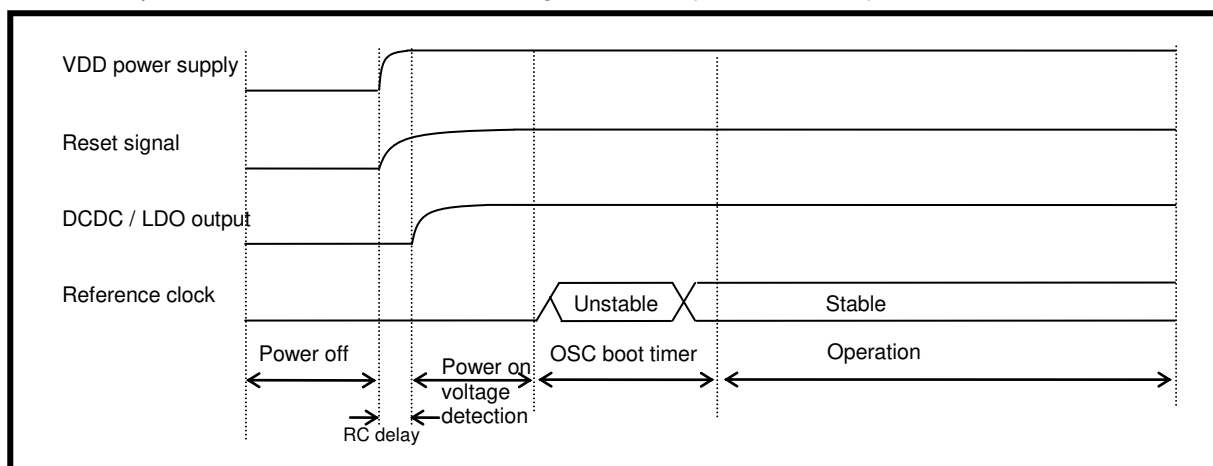 VDD power supply
Reset signal
DCDC / LDO output
Reference clock
Unstable
Stable
Power off
Power on
voltage
detection
OSC boot timer
Operation
RC delay